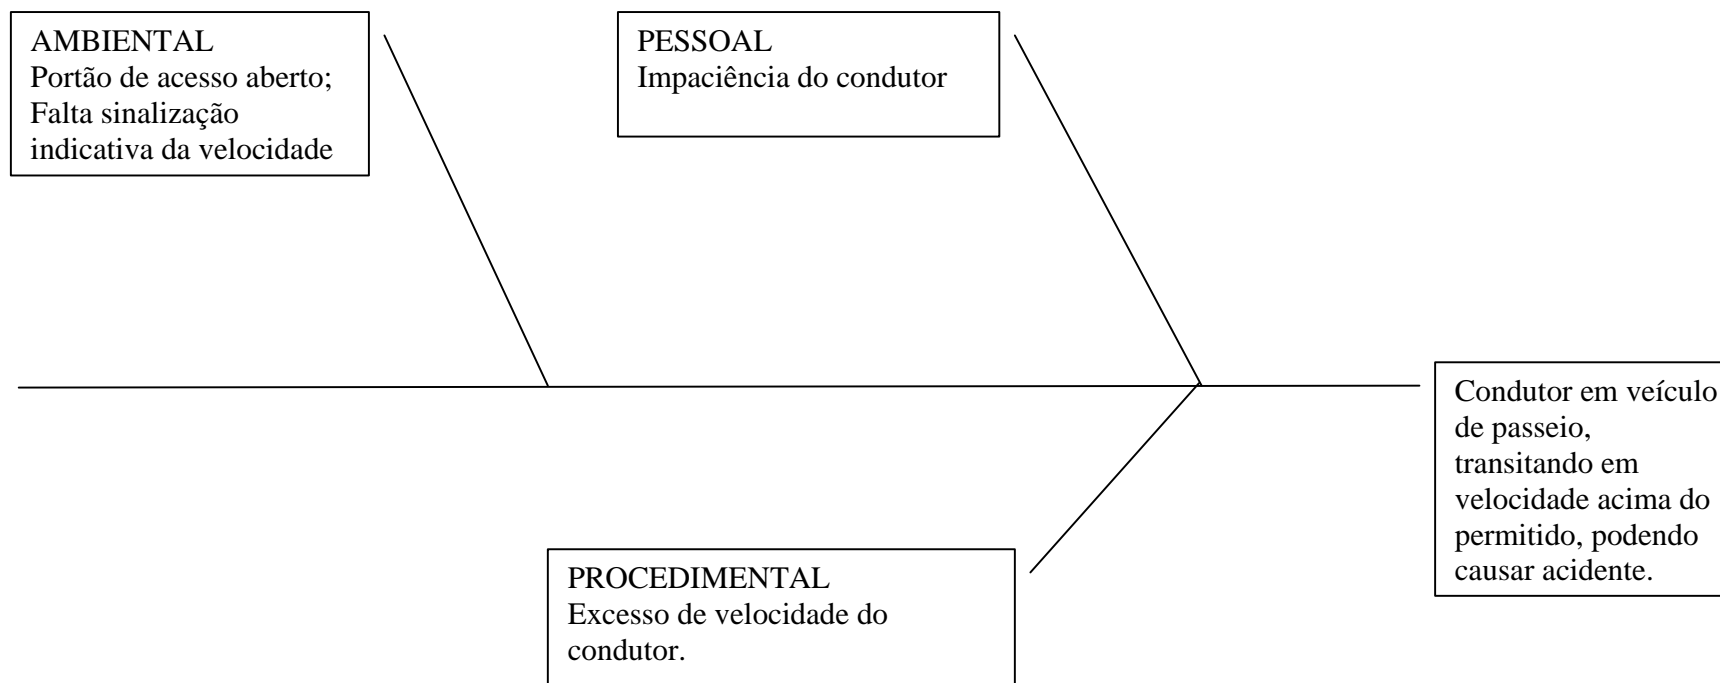 AMBIENTAL
Portão de acesso aberto;
Falta sinalização
indicativa da velocidade
PESSOAL
Impaciência do condutor
Condutor em veículo
de passeio,
transitando em
velocidade acima do
permitido, podendo
causar acidente.
PROCEDIMENTAL
Excesso de velocidade do
condutor.